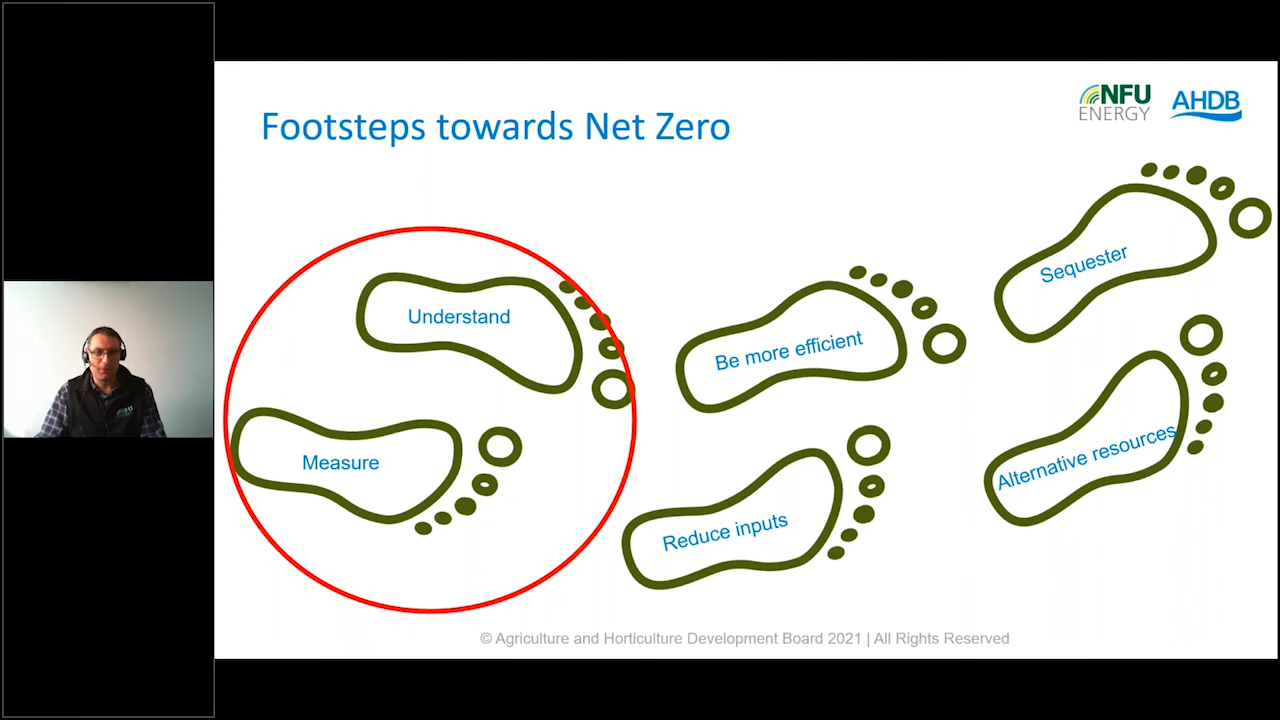 NFU
ENERGY
AHDB
Footsteps towards Net Zero
Sequester
Understand
Be more efficient
Measure
Alternative resources
Reduce inputs
© Agriculture and Horticulture Development Board 2021 | All Rights Reserved